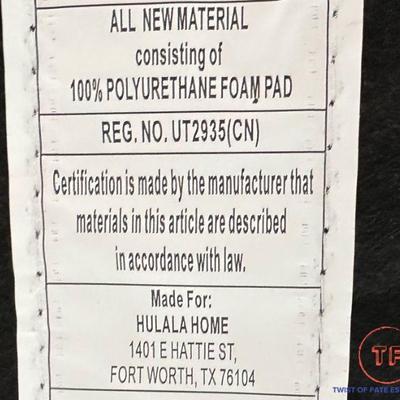 ALL NEW MATERIAL
consisting of
100% POLYURETHANE FOAM PAD
REG. NO. UT2935(CN)
Certification is made by the manufacturer that
materials in this article are described
in accordance with law.
Made For:
HULALA HOME
1401 E HATTIE ST,
FORT WORTH, TX 76104
TF
TWIST OF FATE ES